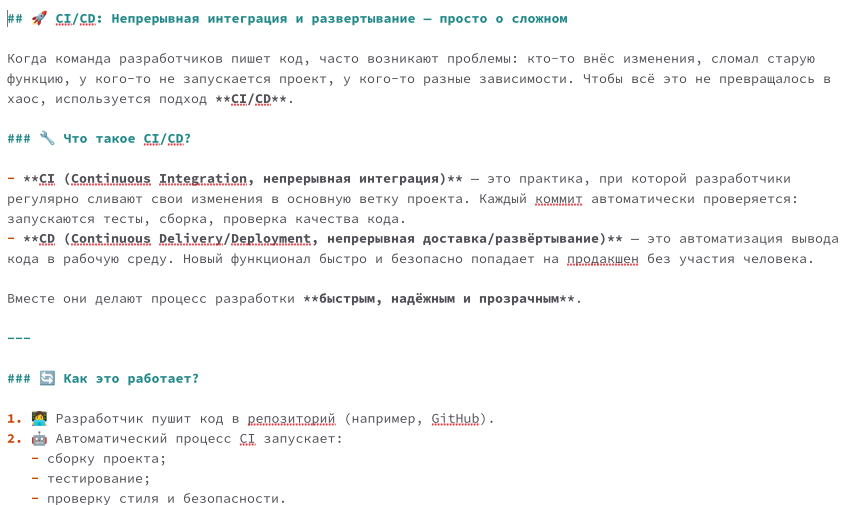 ## 🚀 CI/CD: Непрерывная интеграция и развертывание — просто о сложном
Когда команда разработчиков пишет код, часто возникают проблемы: кто-то внёс изменения, сломал старую
функцию, у кого-то не запускается проект, у кого-то разные зависимости. Чтобы всё это не превращалось в
хаос, используется подход **CI/CD**.
### 🔧 Что такое CI/CD?
- **CI (Continuous Integration, непрерывная интеграция)** — это практика, при которой разработчики
регулярно сливают свои изменения в основную ветку проекта. Каждый коммит автоматически проверяется:
запускаются тесты, сборка, проверка качества кода.
- **CD (Continuous Delivery/Deployment, непрерывная доставка/развёртывание)** — это автоматизация вывода
кода в рабочую среду. Новый функционал быстро и безопасно попадает на продакшен без участия человека.
Вместе они делают процесс разработки **быстрым, надёжным и прозрачным**.
---
### 🔄 Как это работает?
1. 🧑‍💻 Разработчик пушит код в репозиторий (например, GitHub).
2. 🤖 Автоматический процесс CI запускает:
- сборку проекта;
- тестирование;
- проверку стиля и безопасности.